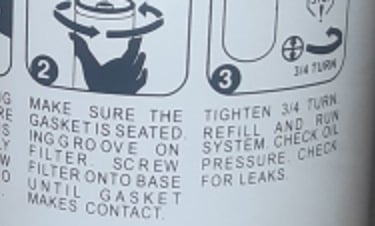 2
MAKE SURE THE
GASKET IS SEATED.
ING GROOVE ON
FILTER. SCREW
FILTER ONTO BASE
UNTIL GASKET
MAKES CONTACT.
3
3/4 TURN
TIGHTEN 3/4 TURN.
REFILL AND RUN
SYSTEM. CHECK OIL
PRESSURE. CHECK
FOR LEAKS.